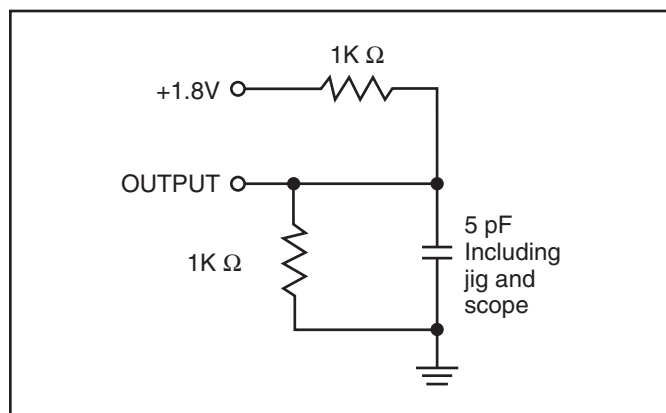 1K Ω
+1.8V
OUTPUT
1K Ω
5 pF
Including
jig and
scope